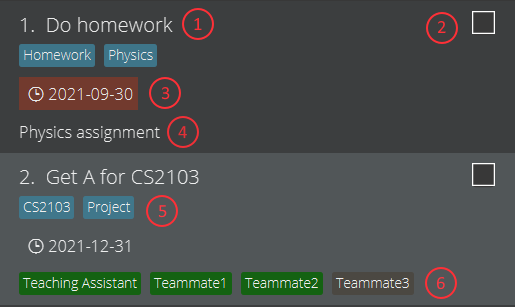 1. Do homework 1 2
Homework Physics
2021-09-30 3
Physics assignment 4
2. Get A for CS2103
CS2103 Project 5
2021-12-31
Teaching Assistant Teammate1 Teammate2 Teammate3 6